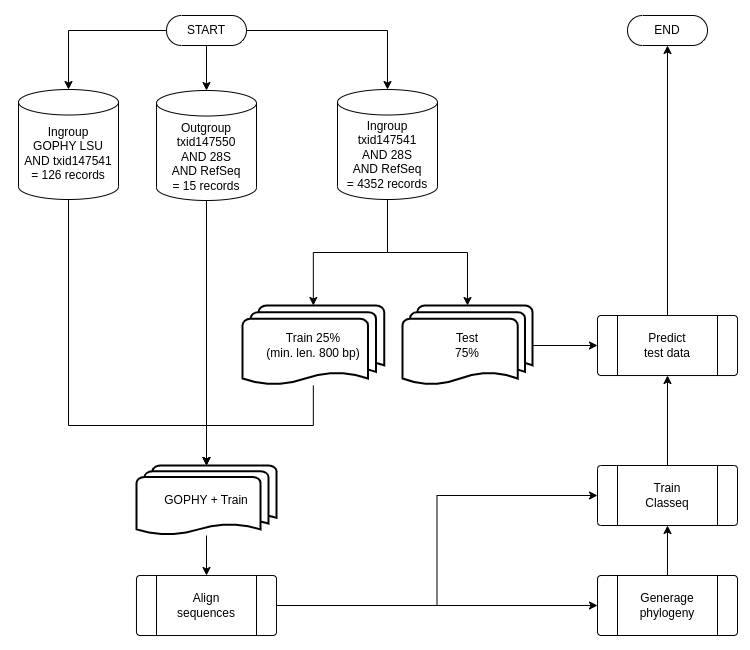 START
END
Ingroup
GOPHY LSU
AND txid147541
= 126 records
Outgroup
txid147550
AND 28S
AND RefSeq
= 15 records
Ingroup
txid147541
AND 28S
AND RefSeq
= 4352 records
Train 25%
(min. len. 800 bp)
Test
75%
Predict
test data
GOPHY + Train
Train
Classeq
Align
sequences
Generage
phylogeny